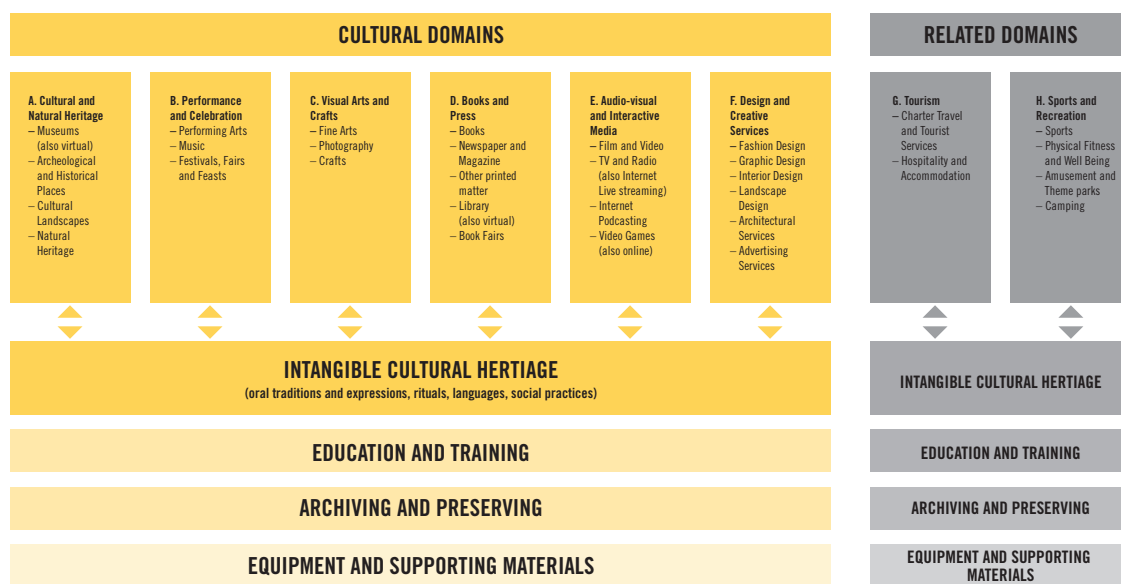 CULTURAL DOMAINS
RELATED DOMAINS
A. Cultural and
Natural Heritage
– Museums
(also virtual)
– Archeological
and Historical
Places
– Cultural
Landscapes
– Natural
Heritage
B. Performance
and Celebration
– Performing Arts
– Music
– Festivals, Fairs
and Feasts
C. Visual Arts and
Crafts
– Fine Arts
– Photography
– Crafts
D. Books and
Press
– Books
– Newspaper and
Magazine
– Other printed
matter
– Library
(also virtual)
– Book Fairs
E. Audio-visual
and Interactive
Media
– Film and Video
– TV and Radio
(also Internet
Live streaming)
– Internet
Podcasting
– Video Games
(also online)
F. Design and
Creative
Services
– Fashion Design
– Graphic Design
– Interior Design
– Landscape
Design
– Architectural
Services
– Advertising
Services
G. Tourism
– Charter Travel
and Tourist
Services
– Hospitality and
Accommodation
H. Sports and
Recreation
– Sports
– Physical Fitness
and Well Being
– Amusement and
Theme parks
– Camping
INTANGIBLE CULTURAL HERTIAGE
(oral traditions and expressions, rituals, languages, social practices)
INTANGIBLE CULTURAL HERTIAGE
EDUCATION AND TRAINING
EDUCATION AND TRAINING
ARCHIVING AND PRESERVING
ARCHIVING AND PRESERVING
EQUIPMENT AND SUPPORTING MATERIALS
EQUIPMENT AND SUPPORTING
MATERIALS